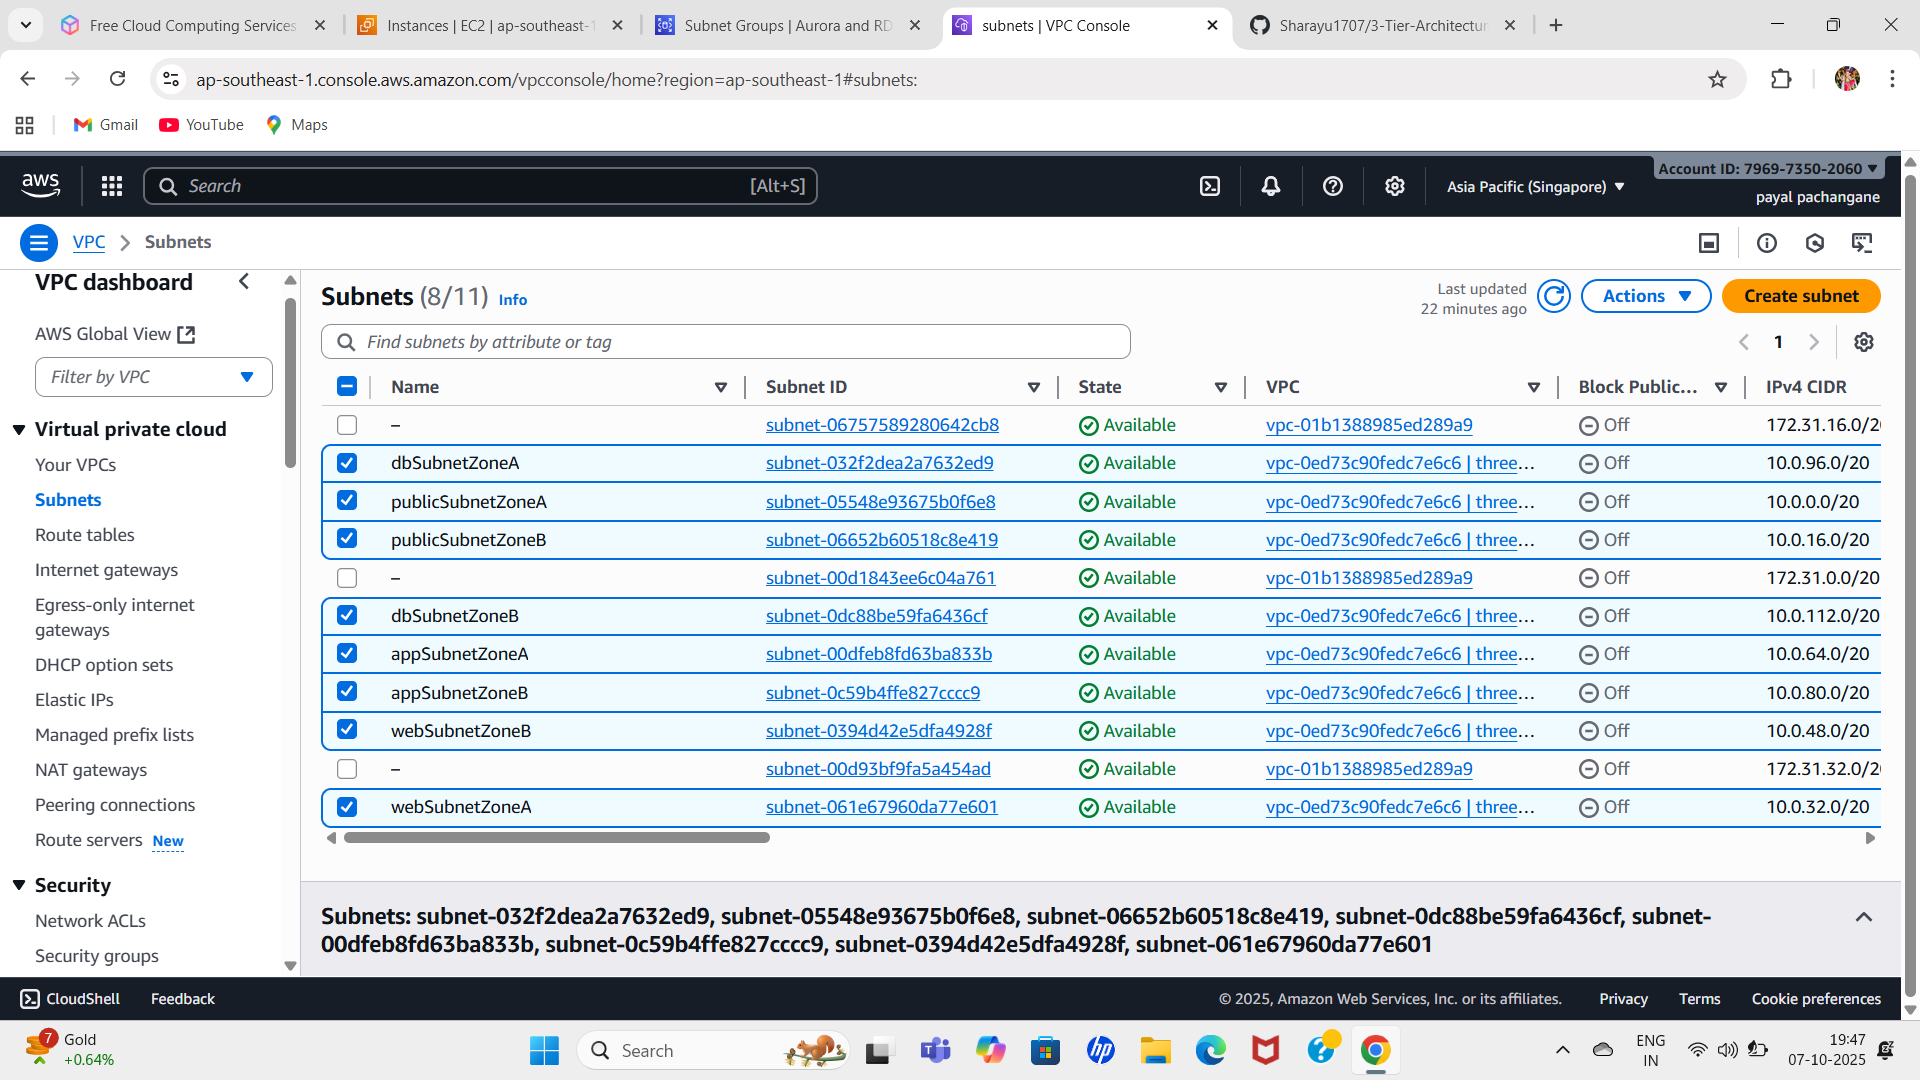 Free Cloud Computing Services
Instances | EC2 | ap-southeast-1
Subnet Groups | Aurora and RD
subnets | VPC Console
Sharayu1707/3-Tier-Architectur
ap-southeast-1.console.aws.amazon.com/vpcconsole/home?region=ap-southeast-1#subnets:
Gmail
YouTube
Maps
aws
Search
[Alt+S]
Asia Pacific (Singapore)
Account ID: 7969-7350-2060
payal pachangane
VPC
Subnets
VPC dashboard
AWS Global View
Filter by VPC
Virtual private cloud
Your VPCs
Subnets
Route tables
Internet gateways
Egress-only internet
gateways
DHCP option sets
Elastic IPs
Managed prefix lists
NAT gateways
Peering connections
Route servers New
Security
Network ACLs
Security groups
Subnets (8/11) Info
Last updated
22 minutes ago
Actions
Create subnet
Find subnets by attribute or tag
1
Name Subnet ID State VPC Block Public... IPv4 CIDR
– subnet-06757589280642cb8 Available vpc-01b1388985ed289a9 Off 172.31.16.0/20
dbSubnetZoneA subnet-032f2dea2a7632ed9 Available vpc-0ed73c90fedc7e6c6 | three... Off 10.0.96.0/20
publicSubnetZoneA subnet-05548e93675b0f6e8 Available vpc-0ed73c90fedc7e6c6 | three... Off 10.0.0.0/20
publicSubnetZoneB subnet-06652b60518c8e419 Available vpc-0ed73c90fedc7e6c6 | three... Off 10.0.16.0/20
– subnet-00d1843ee6c04a761 Available vpc-01b1388985ed289a9 Off 172.31.0.0/20
dbSubnetZoneB subnet-0dc88be59fa6436cf Available vpc-0ed73c90fedc7e6c6 | three... Off 10.0.112.0/20
appSubnetZoneA subnet-00dfeb8fd63ba833b Available vpc-0ed73c90fedc7e6c6 | three... Off 10.0.64.0/20
appSubnetZoneB subnet-0c59b4ffe827cccc9 Available vpc-0ed73c90fedc7e6c6 | three... Off 10.0.80.0/20
webSubnetZoneB subnet-0394d42e5dfa4928f Available vpc-0ed73c90fedc7e6c6 | three... Off 10.0.48.0/20
– subnet-00d93bf9fa5a454ad Available vpc-01b1388985ed289a9 Off 172.31.32.0/20
webSubnetZoneA subnet-061e67960da77e601 Available vpc-0ed73c90fedc7e6c6 | three... Off 10.0.32.0/20
Subnets: subnet-032f2dea2a7632ed9, subnet-05548e93675b0f6e8, subnet-06652b60518c8e419, subnet-0dc88be59fa6436cf, subnet-
00dfeb8fd63ba833b, subnet-0c59b4ffe827cccc9, subnet-0394d42e5dfa4928f, subnet-061e67960da77e601
CloudShell
Feedback
© 2025, Amazon Web Services, Inc. or its affiliates.
Privacy
Terms
Cookie preferences
7
Gold
+0.64%
Search
hp
ENG
IN
19:47
07-10-2025